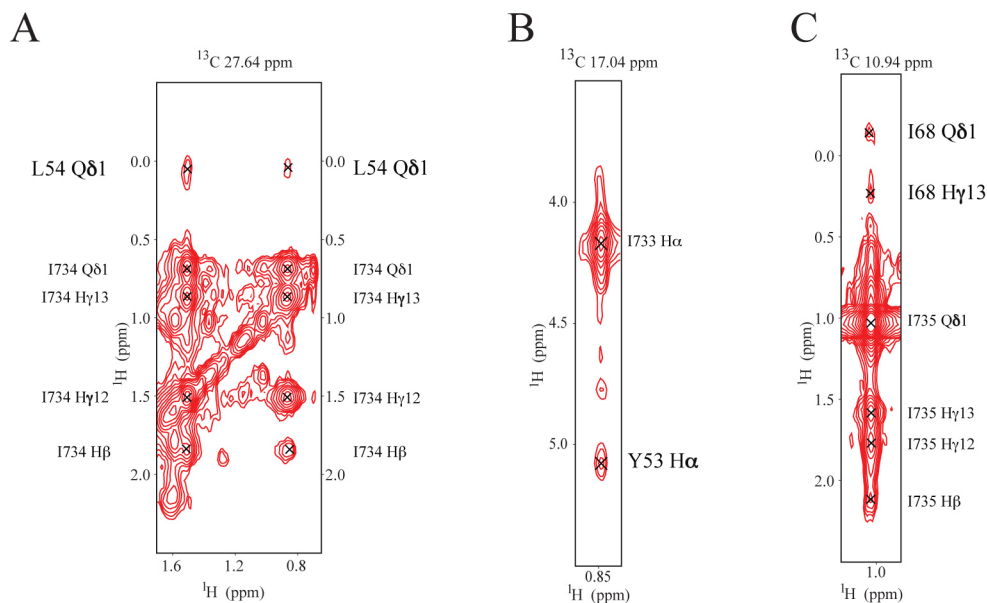 A
¹³C 27.64 ppm
L54 Qδ1
L54 Qδ1
0.0
0.0
0.5
0.5
I734 Qδ1
I734 Qδ1
I734 Hγ13
I734 Hγ13
1.0
1.0
¹H (ppm)
¹H (ppm)
I734 Hγ12
I734 Hγ12
1.5
1.5
I734 Hβ
I734 Hβ
2.0
2.0
1.6
1.2
0.8
¹H (ppm)
B
¹³C 17.04 ppm
4.0
I733 Hα
4.5
¹H (ppm)
5.0
Y53 Hα
0.85
¹H (ppm)
C
¹³C 10.94 ppm
I68 Qδ1
0.0
I68 Hγ13
0.5
1.0
I735 Qδ1
¹H (ppm)
1.5
I735 Hγ13
I735 Hγ12
2.0
I735 Hβ
1.0
¹H (ppm)